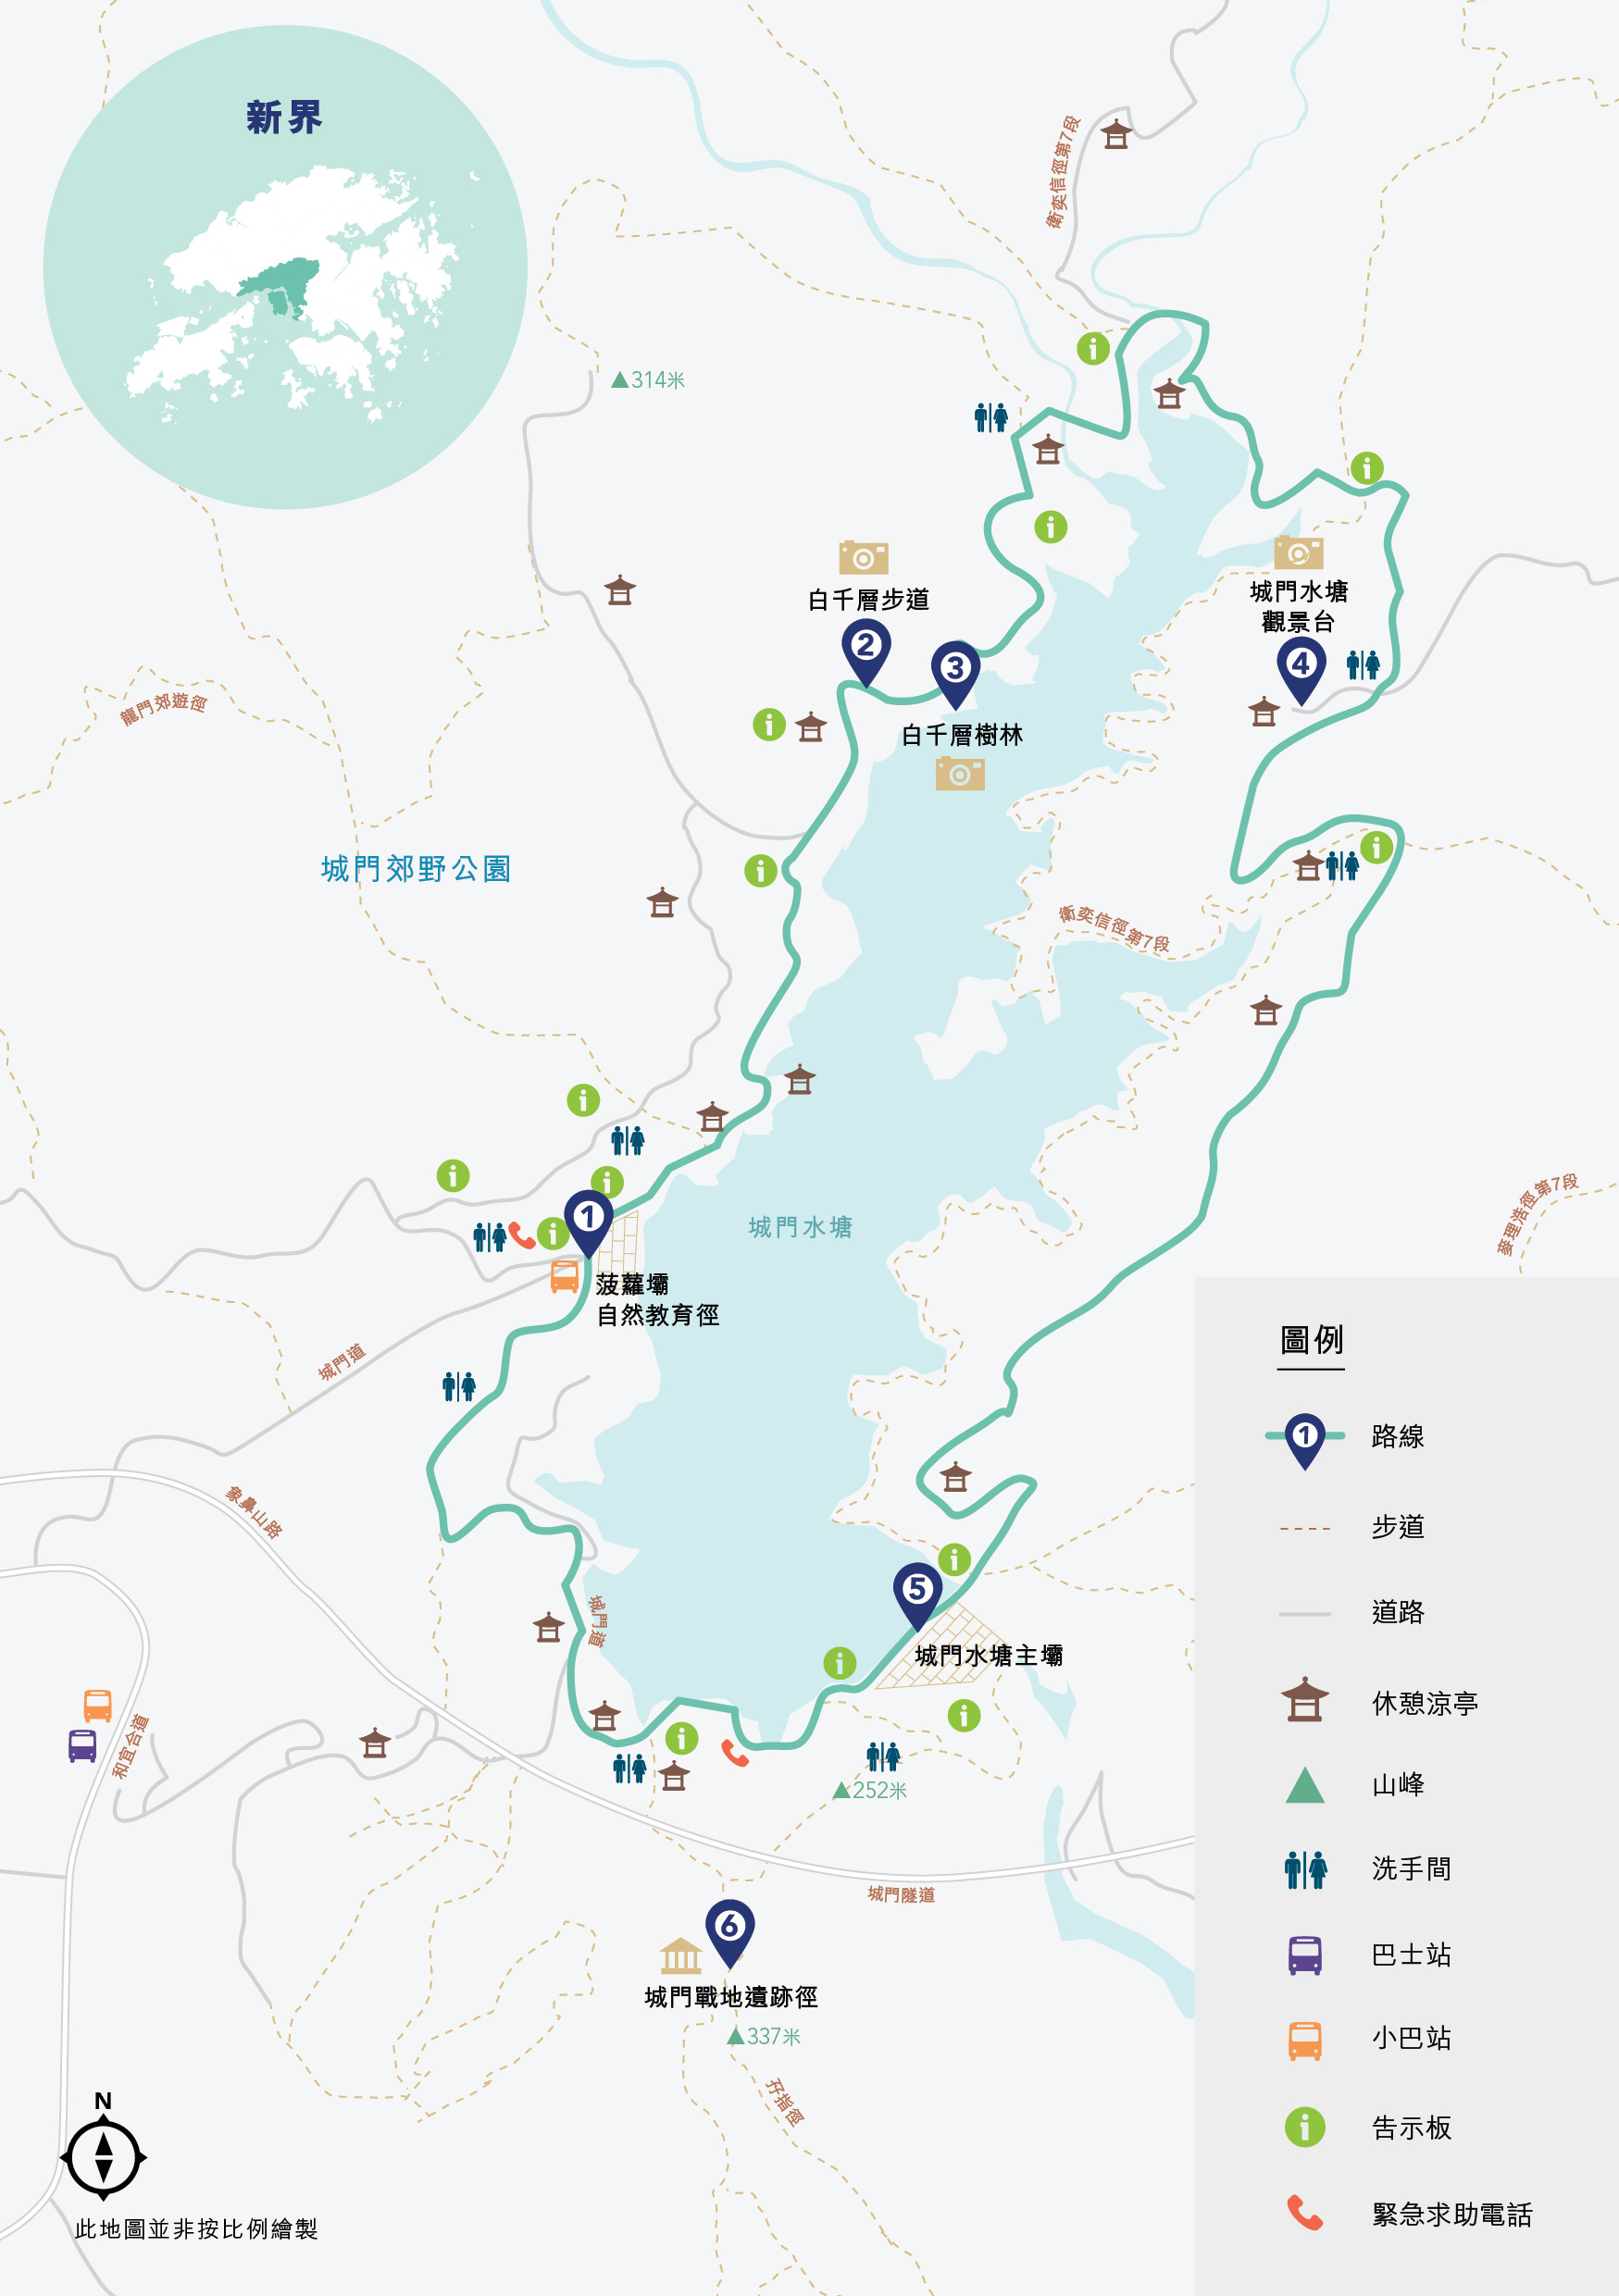 新界
衛奕信徑第7段
314米
白千層步道
2
3
白千層樹林
城門水塘
觀景台
4
龍門郊遊徑
城門郊野公園
衛奕信徑第7段
1
菠蘿壩
自然教育徑
城門水塘
麥理浩徑第7段
城門道
象鼻山路
城門道
5
城門水塘主壩
和宜合道
252米
城門隧道
6
城門戰地遺跡徑
337米
孖指徑
N
此地圖並非按比例繪製
圖例
1
路線
步道
道路
休憩涼亭
山峰
洗手間
巴士站
小巴站
告示板
緊急求助電話